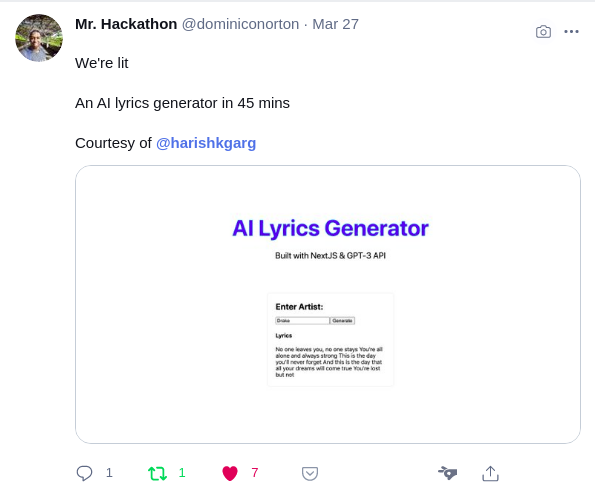 Mr. Hackathon @dominiconorton · Mar 27
We're lit
An AI lyrics generator in 45 mins
Courtesy of @harishkgarg
AI Lyrics Generator
Built with NextJS & GPT-3 API
Enter Artist:
Drake Generate
Lyrics
No one leaves you, no one stays You're all
alone and always strong This is the day
you'll never forget And this is the day that
all your dreams will come true You're lost
but not
1 1 7